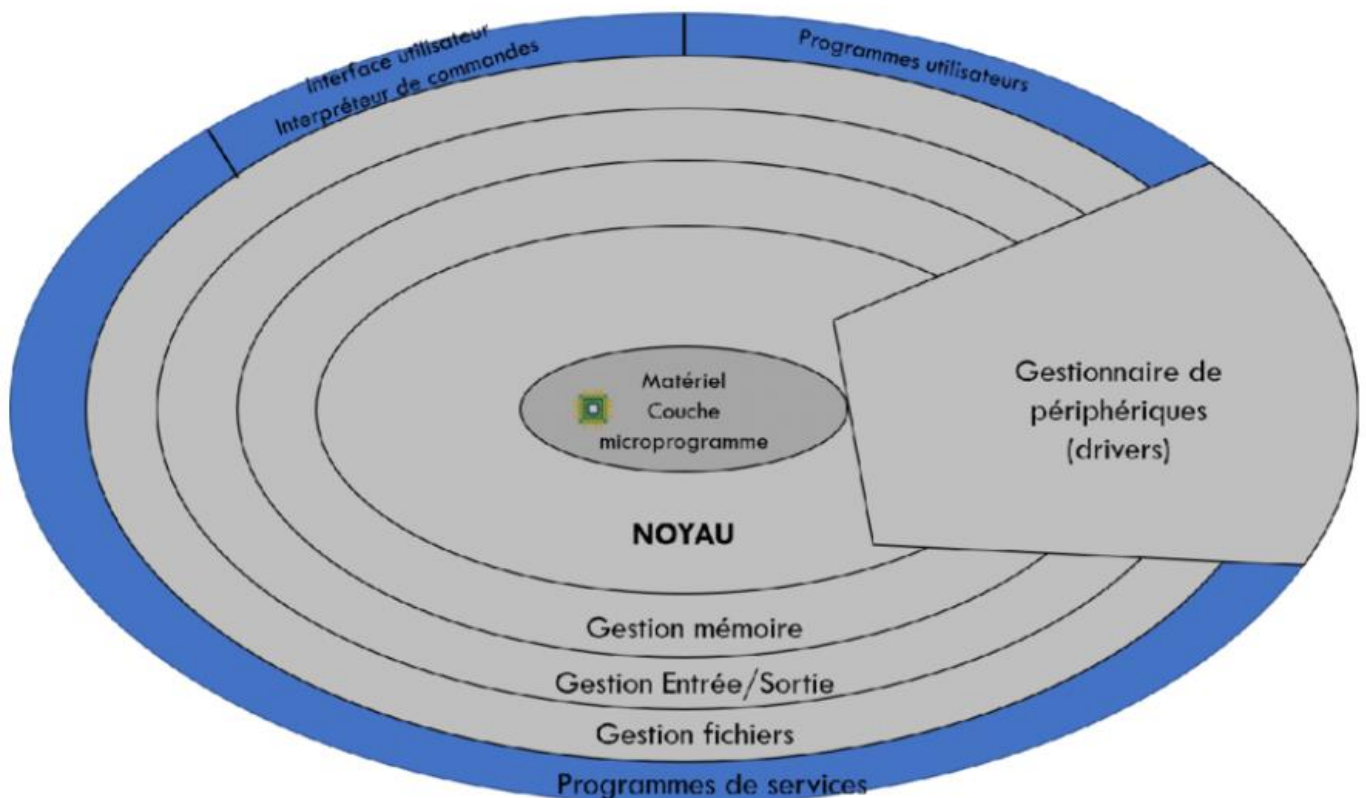 Interface utilisateur
Interpréteur de commandes
Programmes utilisateurs
Matériel
Couche
microprogramme
Gestionnaire de
périphériques
(drivers)
NOYAU
Gestion mémoire
Gestion Entrée/Sortie
Gestion fichiers
Programmes de services